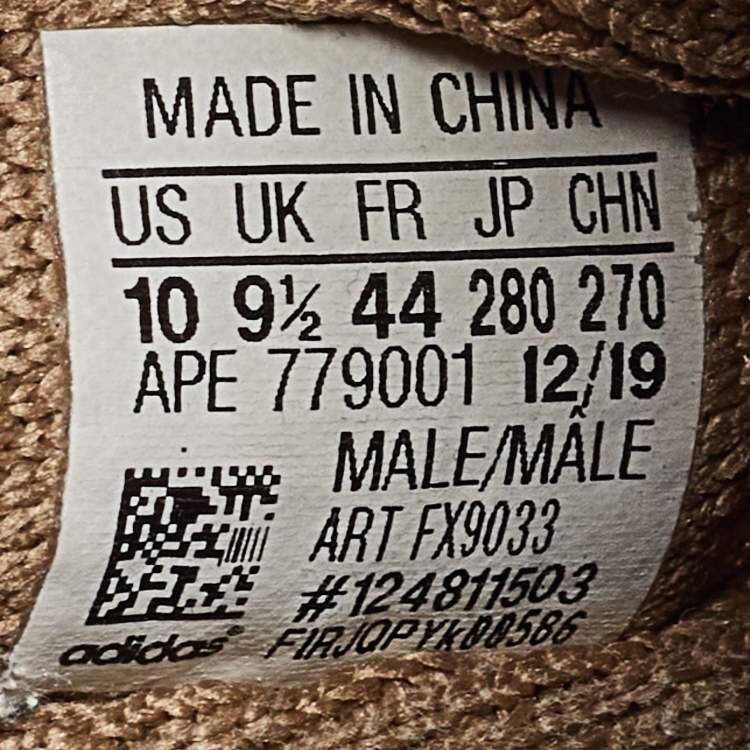 MADE IN CHINA
US UK FR JP CHN
10 9½ 44 280 270
APE 779001 12/19
MALE/MÂLE
ART FX9033
#124811503
adidas® FIRJQPYK00586